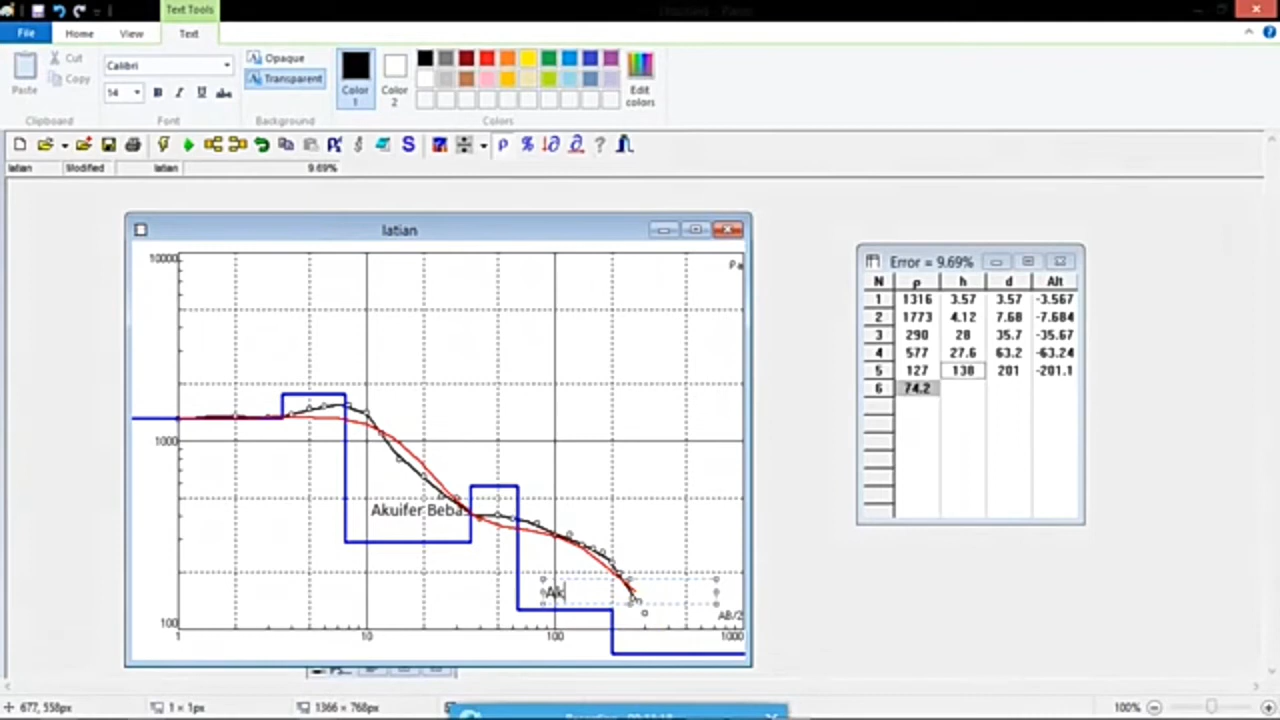 Text Tools
File Home View Text
Cut
Copy
Paste
Calibri
14
Opaque
Transparent
Color 1
Color 2
Edit colors
Clipboard Font Background Colors
latian Modified latian 9.69%
latian
Error = 9.69%
N ρ h d Alt
1 1316 3.57 3.57 -3.567
2 1773 4.12 7.68 -7.684
3 290 28 35.7 -35.67
4 577 27.6 63.2 -63.24
5 127 138 201 -201.1
6 74.2
10000
Pa
1000
Akuifer Bebas
Ak
AB/2
100
1 10 100 1000
677, 558px 1 × 1px 1366 × 768px 100%